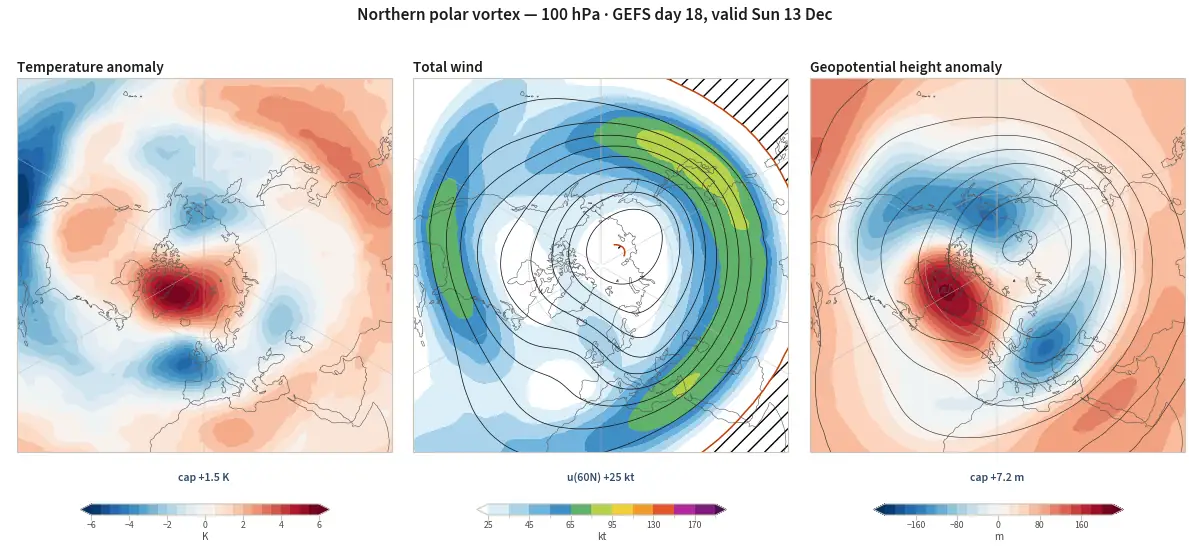 Northern polar vortex — 100 hPa · GEFS day 18, valid Sun 13 Dec
Temperature anomaly
Total wind
Geopotential height anomaly
cap +1.5 K
u(60N) +25 kt
cap +7.2 m
−6 −4 −2 0 2 4 6
K
25 45 65 95 130 170
kt
−160 −80 0 80 160
m